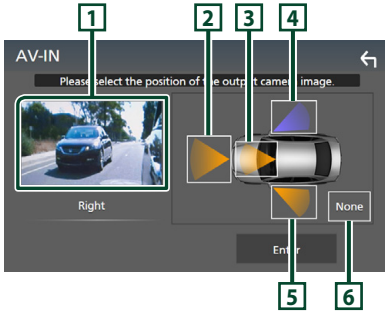 1 2 3 4
AV-IN
Please select the position of the output camera image.
Right
None
Enter
5 6